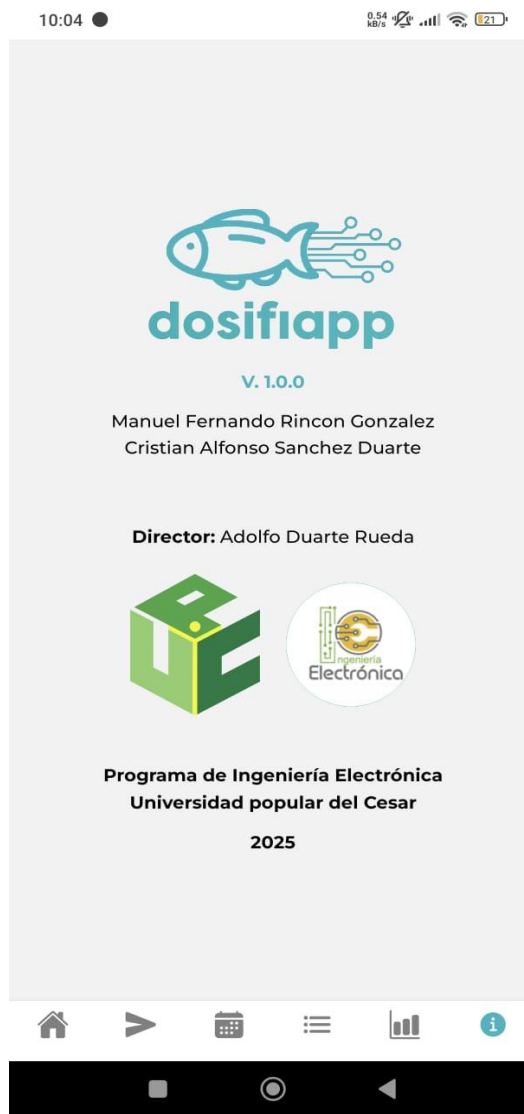 10:04
0.54
kB/s
21
dosifiapp
V. 1.0.0
Manuel Fernando Rincon Gonzalez
Cristian Alfonso Sanchez Duarte
Director: Adolfo Duarte Rueda
UPC
Ingeniería
Electrónica
Programa de Ingeniería Electrónica
Universidad popular del Cesar
2025